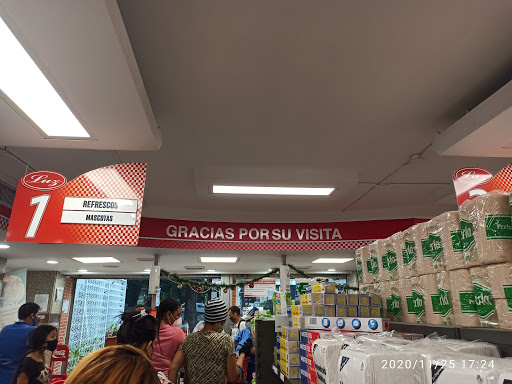 Luz
1
REFRESCOS
MASCOTAS
GRACIAS POR SU VISITA
2020/11/25 17:24